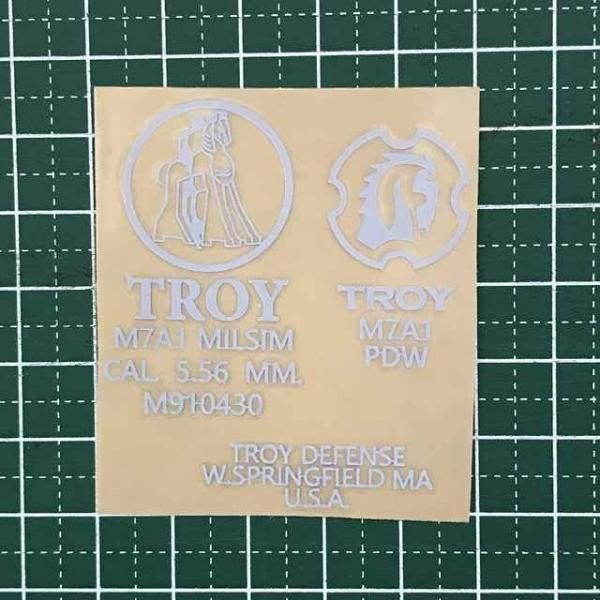 TROY
M7A1 MILSIM
CAL. 5.56 MM.
M910430
TROY
M7A1
PDW
TROY DEFENSE
W.SPRINGFIELD MA
U.S.A.